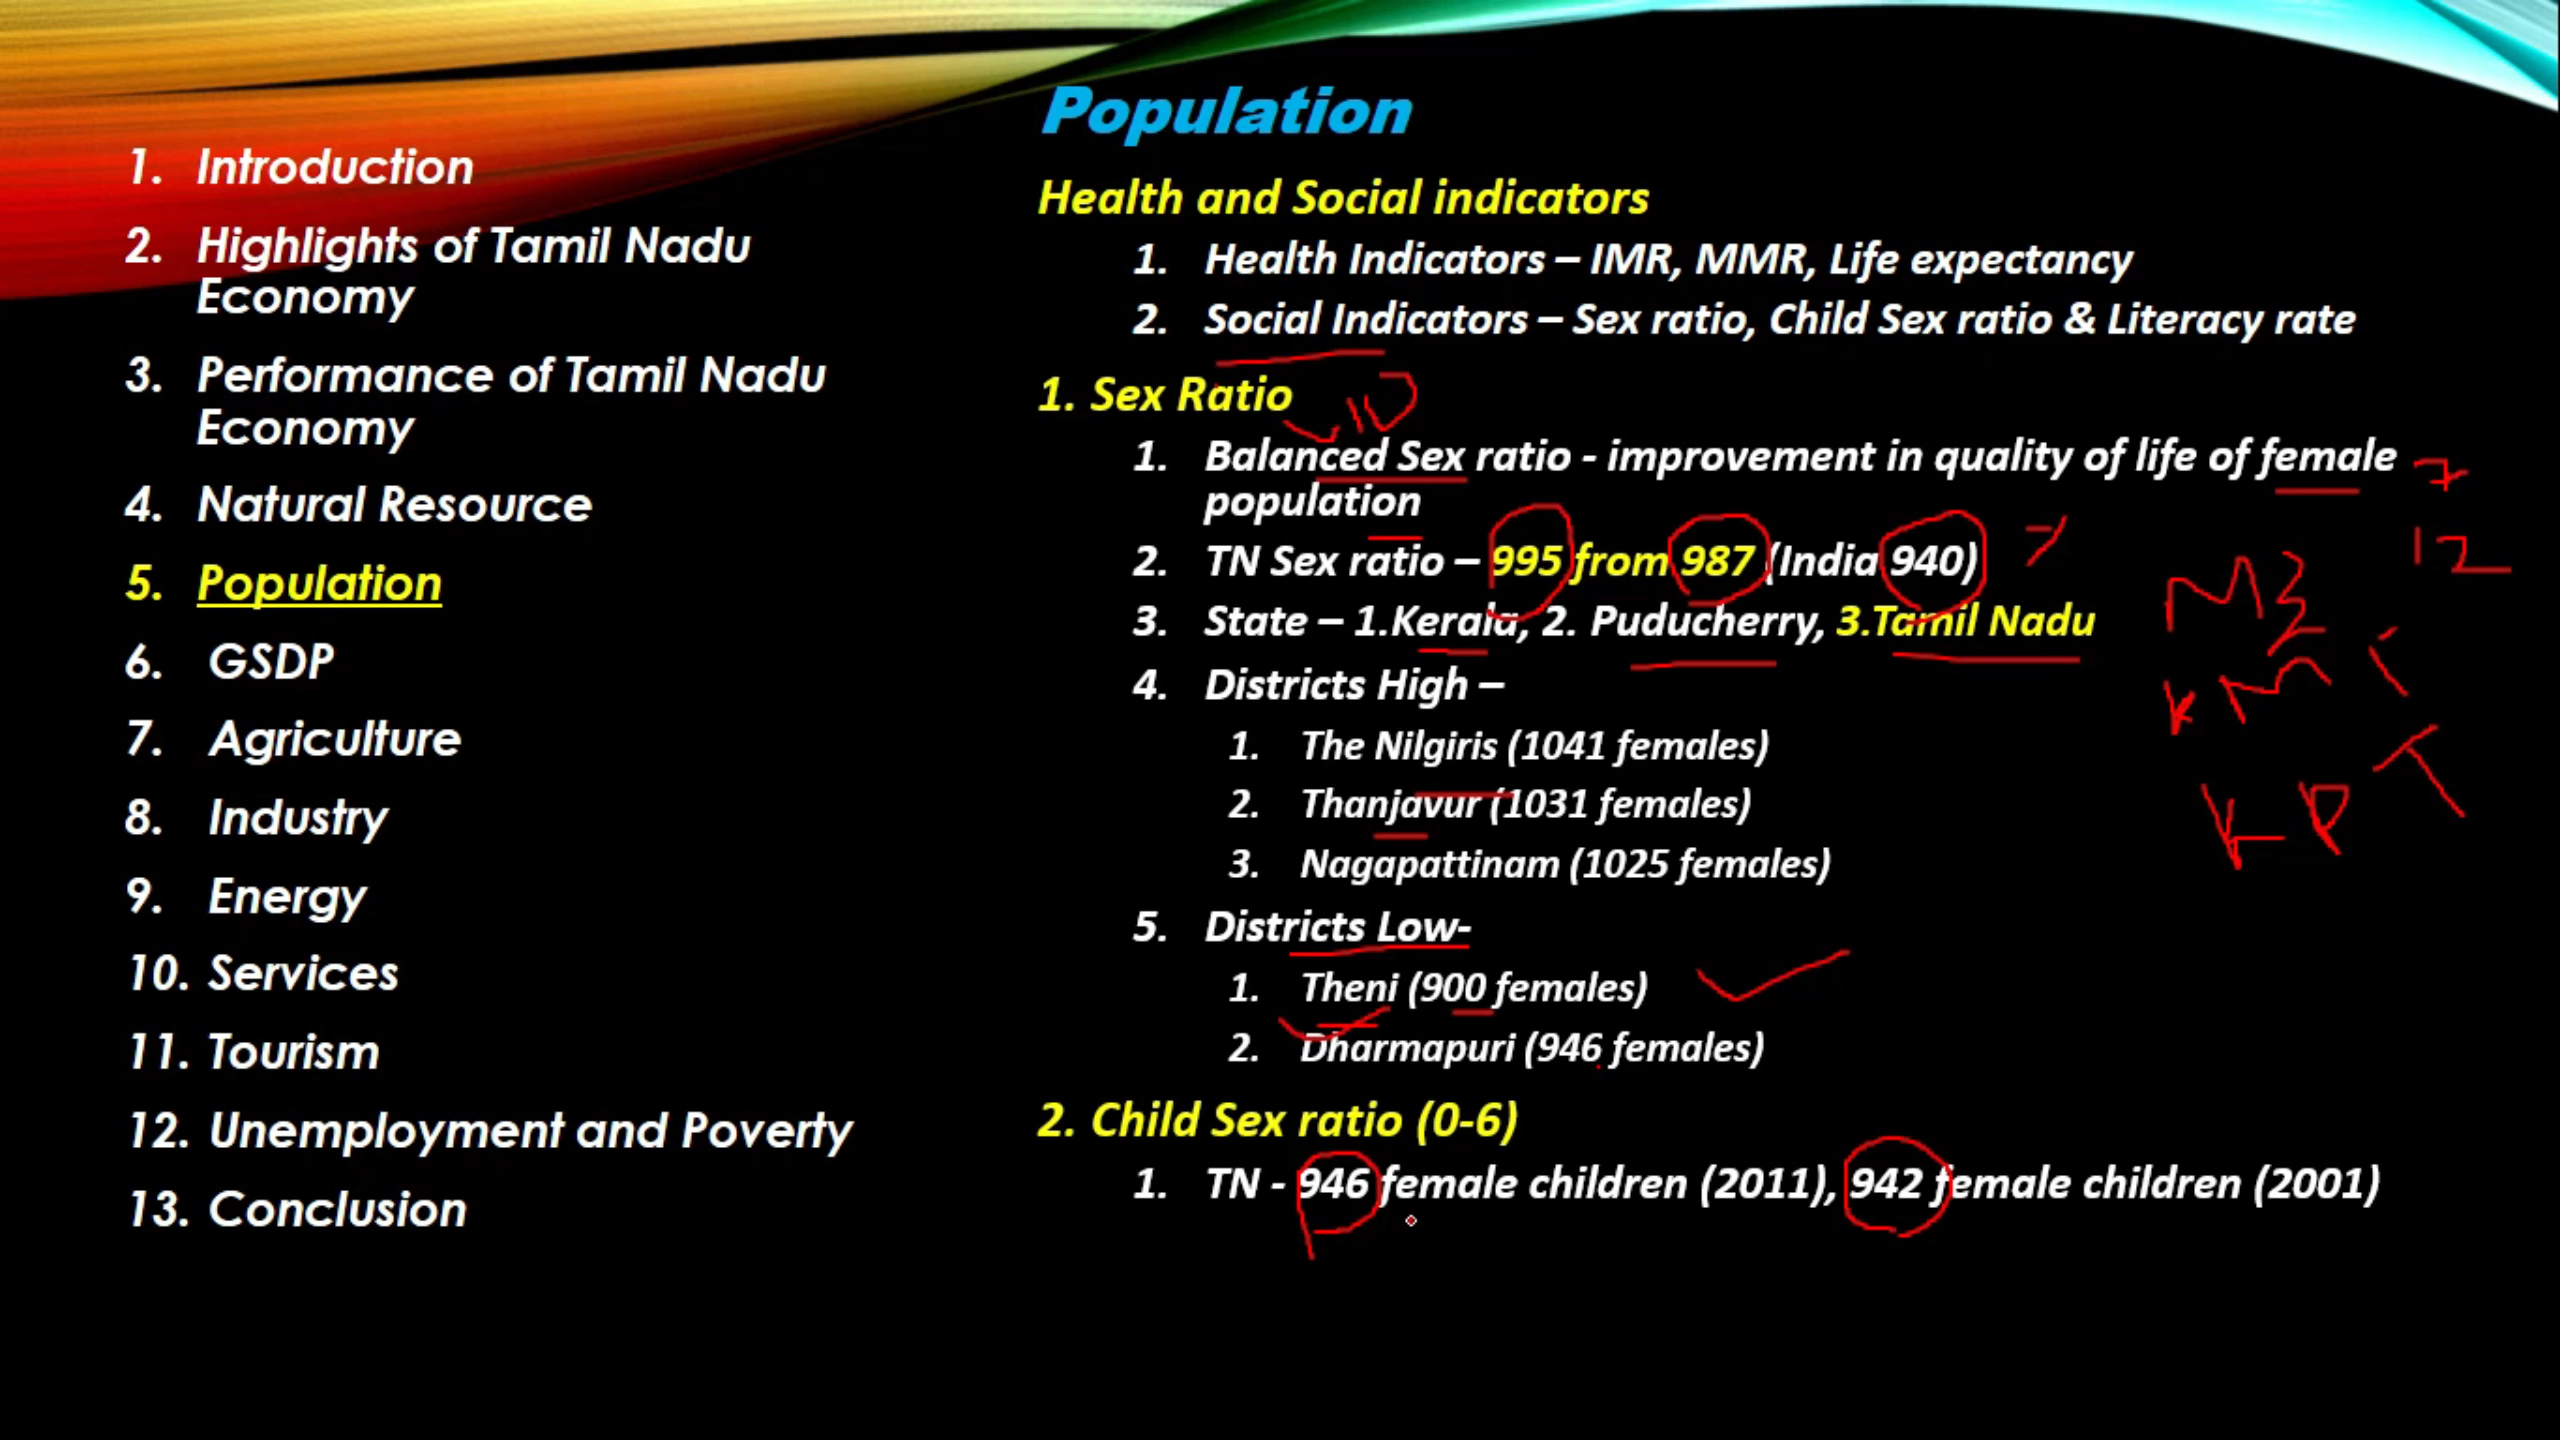 1. Introduction
2. Highlights of Tamil Nadu
Economy
3. Performance of Tamil Nadu
Economy
4. Natural Resource
5. Population
6. GSDP
7. Agriculture
8. Industry
9. Energy
10. Services
11. Tourism
12. Unemployment and Poverty
13. Conclusion
Population
Health and Social indicators
1. Health Indicators – IMR, MMR, Life expectancy
2. Social Indicators – Sex ratio, Child Sex ratio & Literacy rate
1. Sex Ratio
1. Balanced Sex ratio - improvement in quality of life of female
population
2. TN Sex ratio – 995 from 987 (India 940)
3. State – 1.Kerala, 2. Puducherry, 3.Tamil Nadu
4. Districts High –
1. The Nilgiris (1041 females)
2. Thanjavur (1031 females)
3. Nagapattinam (1025 females)
5. Districts Low-
1. Theni (900 females)
2. Dharmapuri (946 females)
2. Child Sex ratio (0-6)
1. TN - 946 female children (2011), 942 female children (2001)
7
12
K P T